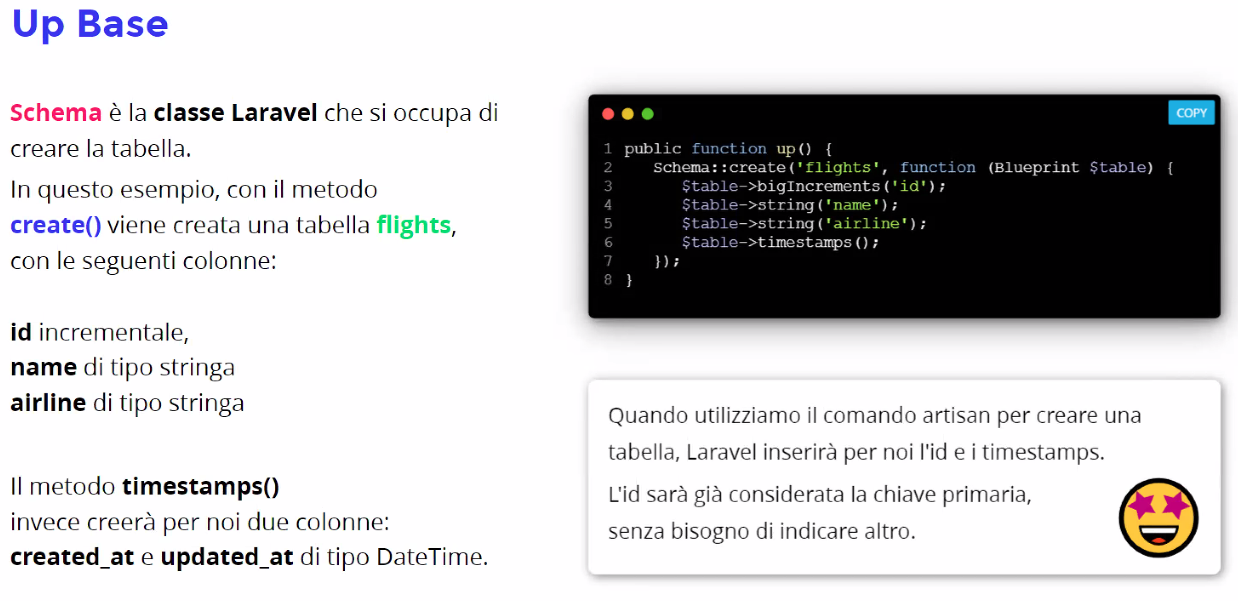 Up Base
Schema è la classe Laravel che si occupa di
creare la tabella.
In questo esempio, con il metodo
create() viene creata una tabella flights,
con le seguenti colonne:
id incrementale,
name di tipo stringa
airline di tipo stringa
Il metodo timestamps()
invece creerà per noi due colonne:
created_at e updated_at di tipo DateTime.
COPY
1 public function up() {
2 Schema::create('flights', function (Blueprint $table) {
3 $table->bigIncrements('id');
4 $table->string('name');
5 $table->string('airline');
6 $table->timestamps();
7 });
8 }
Quando utilizziamo il comando artisan per creare una
tabella, Laravel inserirà per noi l'id e i timestamps.
L'id sarà già considerata la chiave primaria,
senza bisogno di indicare altro.